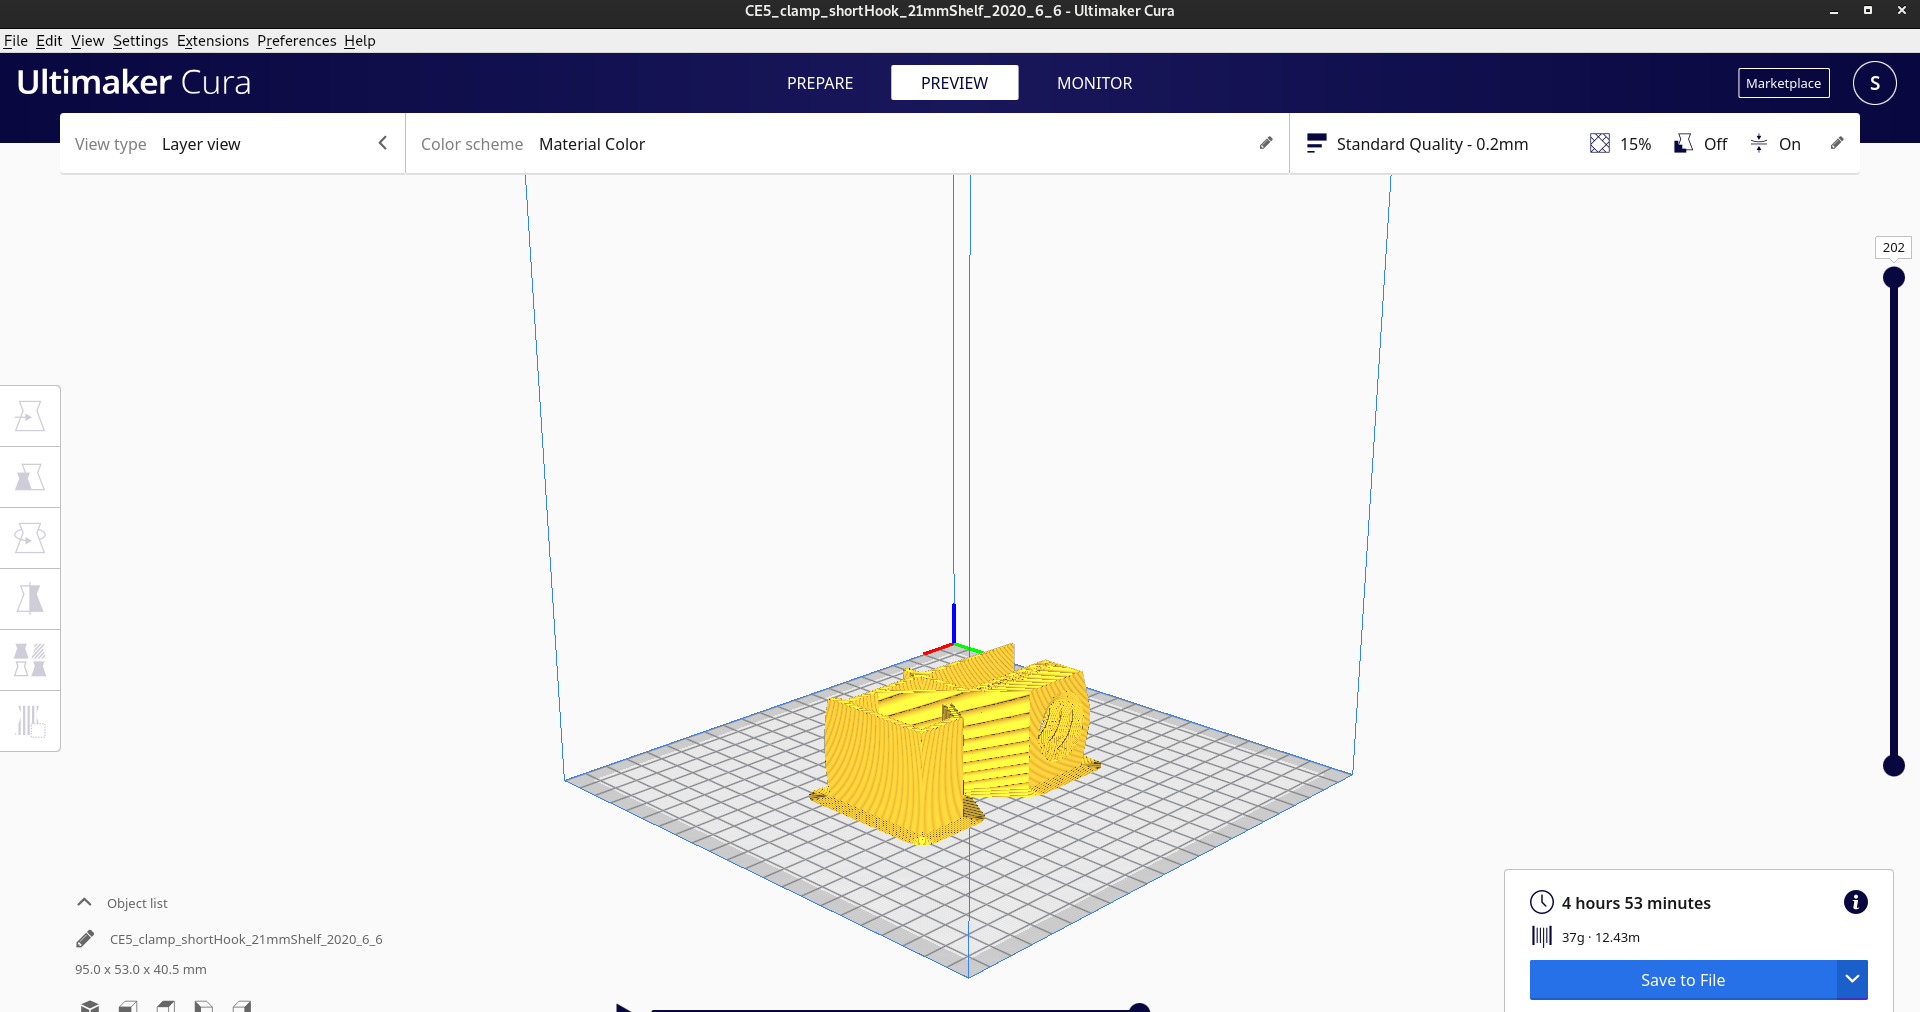 CE5_clamp_shortHook_21mmShelf_2020_6_6 - Ultimaker Cura
File Edit View Settings Extensions Preferences Help
Ultimaker Cura
PREPARE PREVIEW MONITOR
Marketplace S
View type Layer view Color scheme Material Color Standard Quality - 0.2mm 15% Off On
202
Object list
CE5_clamp_shortHook_21mmShelf_2020_6_6
95.0 x 53.0 x 40.5 mm
4 hours 53 minutes
37g · 12.43m
Save to File